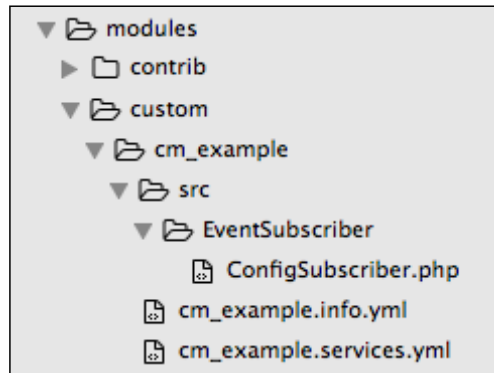 modules
contrib
custom
cm_example
src
EventSubscriber
ConfigSubscriber.php
cm_example.info.yml
cm_example.services.yml